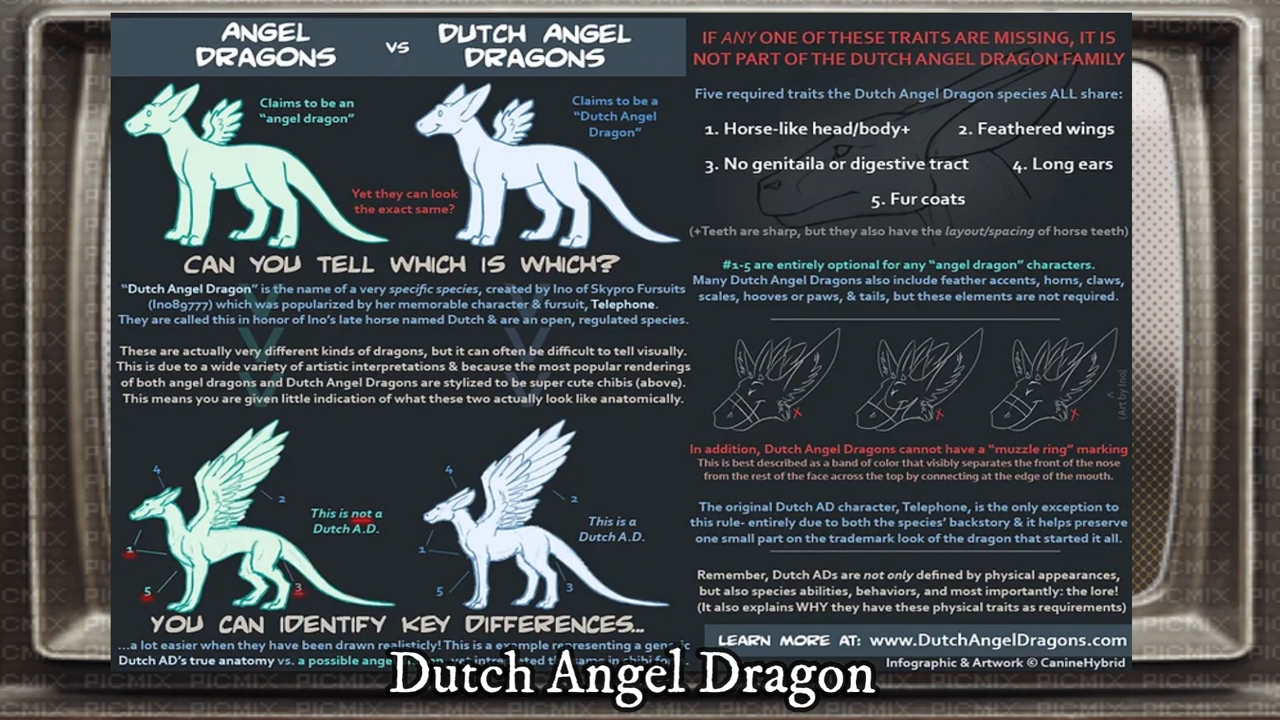 ANGEL
DRAGONS
VS
DUTCH ANGEL
DRAGONS
Claims to be an
"angel dragon"
Claims to be a
"Dutch Angel
Dragon"
Yet they can look
the exact same?
CAN YOU TELL WHICH IS WHICH?
"Dutch Angel Dragon" is the name of a very specific species, created by Ino of Skypro Fursuits
(Ino89777) which was popularized by her memorable character & fursuit, Telephone.
They are called this in honor of Ino's late horse named Dutch & are an open, regulated species.
These are actually very different kinds of dragons, but it can often be difficult to tell visually.
This is due to a wide variety of artistic interpretations & because the most popular renderings
of both angel dragons and Dutch Angel Dragons are stylized to be super cute chibis (above).
This means you are given little indication of what these two actually look like anatomically.
4
2
This is not a
Dutch A.D.
1
5
3
4
2
This is a
Dutch A.D.
1
5
3
YOU CAN IDENTIFY KEY DIFFERENCES...
...a lot easier when they have been drawn realisticly! This is a example representing a generic
Dutch AD's true anatomy vs. a possible
IF ANY ONE OF THESE TRAITS ARE MISSING, IT IS
NOT PART OF THE DUTCH ANGEL DRAGON FAMILY
Five required traits the Dutch Angel Dragon species ALL share:
1. Horse-like head/body+ 2. Feathered wings
3. No genitaila or digestive tract 4. Long ears
5. Fur coats
(+Teeth are sharp, but they also have the layout/spacing of horse teeth)
#1-5 are entirely optional for any "angel dragon" characters.
Many Dutch Angel Dragons also include feather accents, horns, claws,
scales, hooves or paws, & tails, but these elements are not required.
x
x
x
(Art by Ino)
In addition, Dutch Angel Dragons cannot have a "muzzle ring" marking
This is best described as a band of color that visibly separates the front of the nose
from the rest of the face across the top by connecting at the edge of the mouth.
The original Dutch AD character, Telephone, is the only exception to
this rule- entirely due to both the species' backstory & it helps preserve
one small part on the trademark look of the dragon that started it all.
Remember, Dutch ADs are not only defined by physical appearances,
but also species abilities, behaviors, and most importantly: the lore!
(It also explains WHY they have these physical traits as requirements)
LEARN MORE AT: www.DutchAngelDragons.com
Infographic & Artwork © CanineHybrid
Dutch Angel Dragon